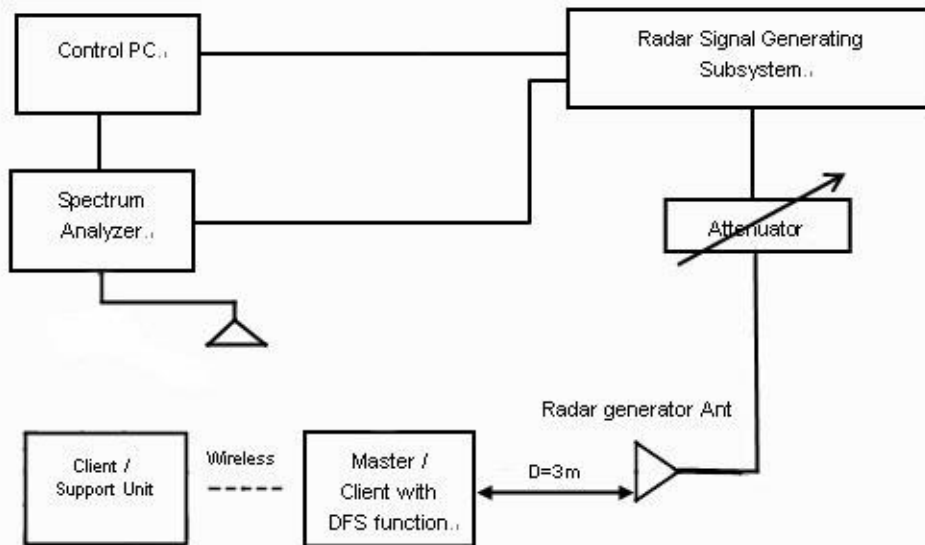 Control PC
Radar Signal Generating
Subsystem
Spectrum
Analyzer
Attenuator
Radar generator Ant
Client /
Support Unit
Wireless
Master /
Client with
DFS function
D=3m